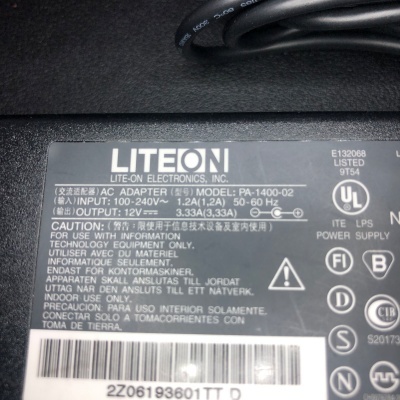 LITEON
LITE-ON ELECTRONICS, INC.
(交流适配器) AC ADAPTER (型号) MODEL: PA-1400-02
(输入) INPUT: 100-240V~ 1.2A(1,2A) 50-60 Hz
(输出) OUTPUT: 12V⎓ 3.33A(3,33A)
CAUTION: (警告: 限使用于信息技术设备及室内)
FOR USE WITH INFORMATION
TECHNOLOGY EQUIPMENT ONLY.
UTILISER AVEC DU MATERIEL
INFORMATIQUE SEULEMENT.
ENDAST FÖR KONTORMASKINER.
APPARATEN SKALL ANSLUTAS TILL JORDAT
UTTAG NÄR DEN ANSLUTS TILL ETT NÄTVERK.
INDOOR USE ONLY.
PRECAUCION: PARA USO INTERIOR SOLAMENTE.
CONECTAR SOLO A TOMACORRIENTES CON
TOMA DE TIERRA.
2Z06193601TT D
E132068
LISTED
9T54
UL
ITE LPS
POWER SUPPLY
FI
B
D
CIB
S
S20173
N